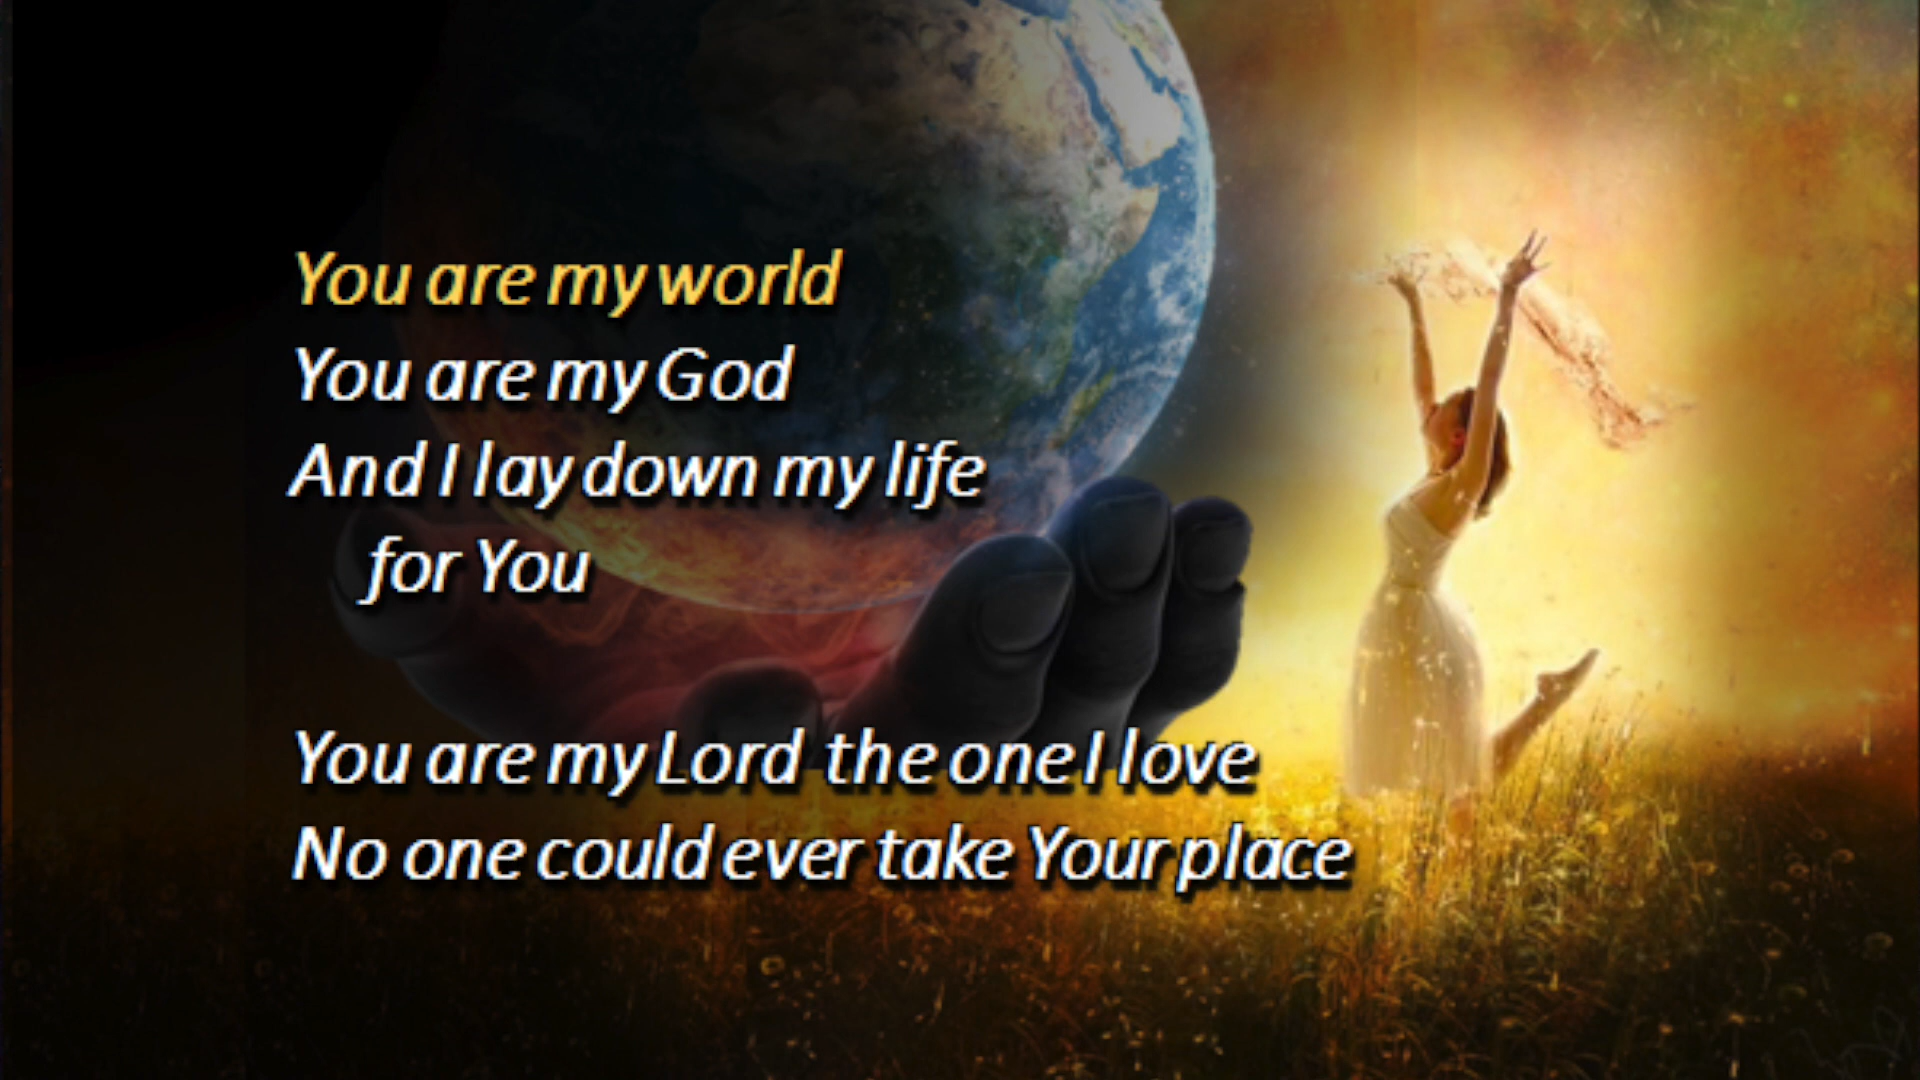 You are my world
You are my God
And I lay down my life
for You
You are my Lord the one I love
No one could ever take Your place